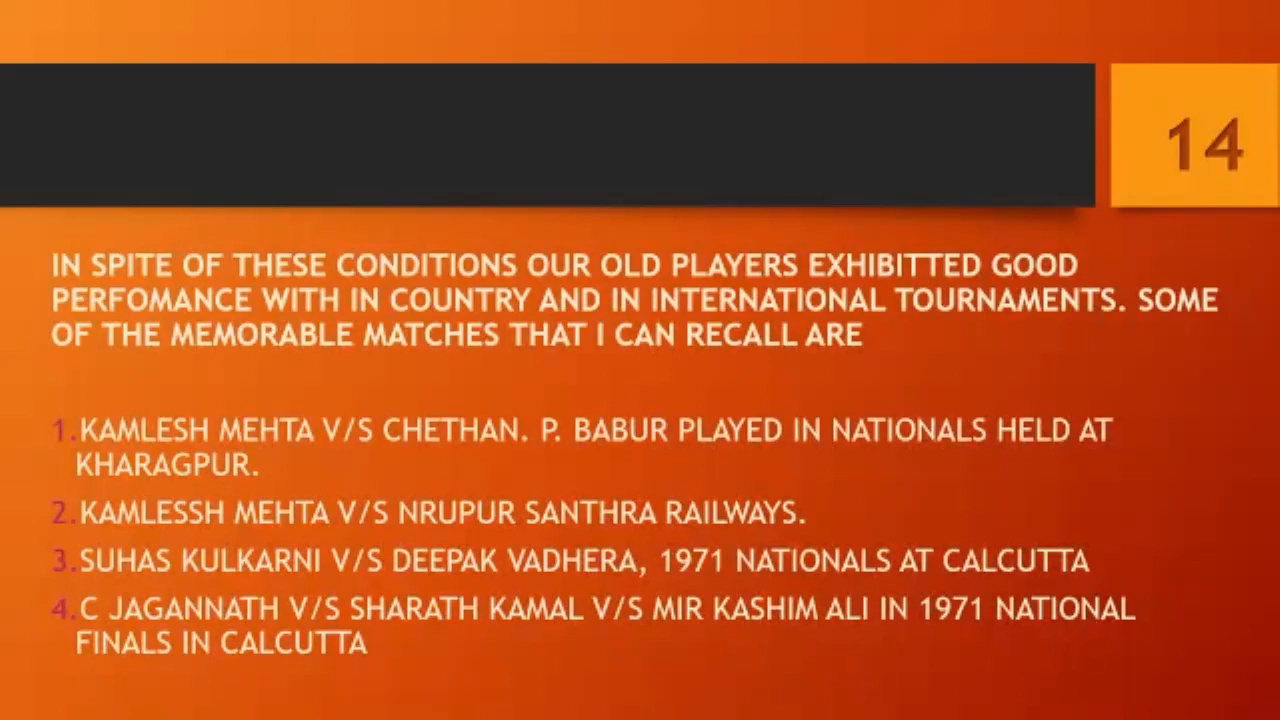 14
IN SPITE OF THESE CONDITIONS OUR OLD PLAYERS EXHIBITTED GOOD
PERFOMANCE WITH IN COUNTRY AND IN INTERNATIONAL TOURNAMENTS. SOME
OF THE MEMORABLE MATCHES THAT I CAN RECALL ARE
1.KAMLESH MEHTA V/S CHETHAN. P. BABUR PLAYED IN NATIONALS HELD AT
KHARAGPUR.
2.KAMLESSH MEHTA V/S NRUPUR SANTHRA RAILWAYS.
3.SUHAS KULKARNI V/S DEEPAK VADHERA, 1971 NATIONALS AT CALCUTTA
4.C JAGANNATH V/S SHARATH KAMAL V/S MIR KASHIM ALI IN 1971 NATIONAL
FINALS IN CALCUTTA